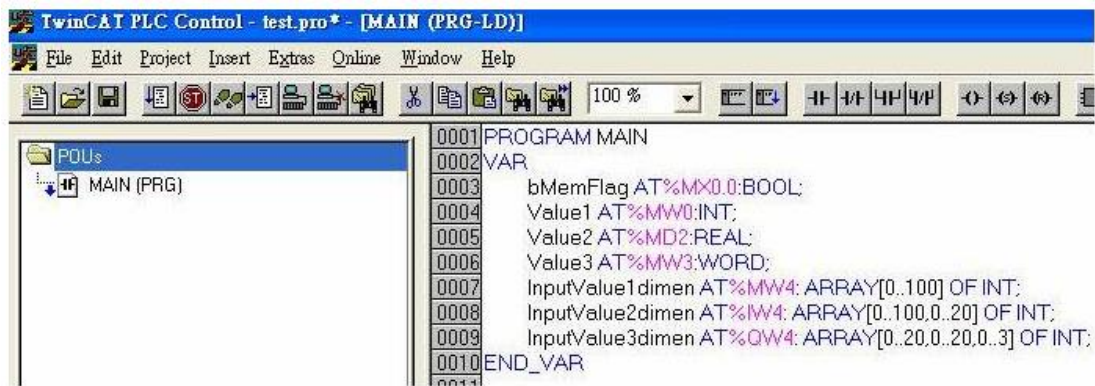 TwinCAT PLC Control - test.pro* - [MAIN (PRG-LD)]
File Edit Project Insert Extras Online Window Help
ST 100 % (S) (R)
POUs
MAIN (PRG)
0001 PROGRAM MAIN
0002 VAR
0003 bMemFlag AT%MX0.0:BOOL;
0004 Value1 AT%MW0:INT;
0005 Value2 AT%MD2:REAL;
0006 Value3 AT%MW3:WORD;
0007 InputValue1dimen AT%MW4: ARRAY[0..100] OF INT;
0008 InputValue2dimen AT%IW4: ARRAY[0..100,0..20] OF INT;
0009 InputValue3dimen AT%QW4: ARRAY[0..20,0..20,0..3] OF INT;
0010 END_VAR
0011